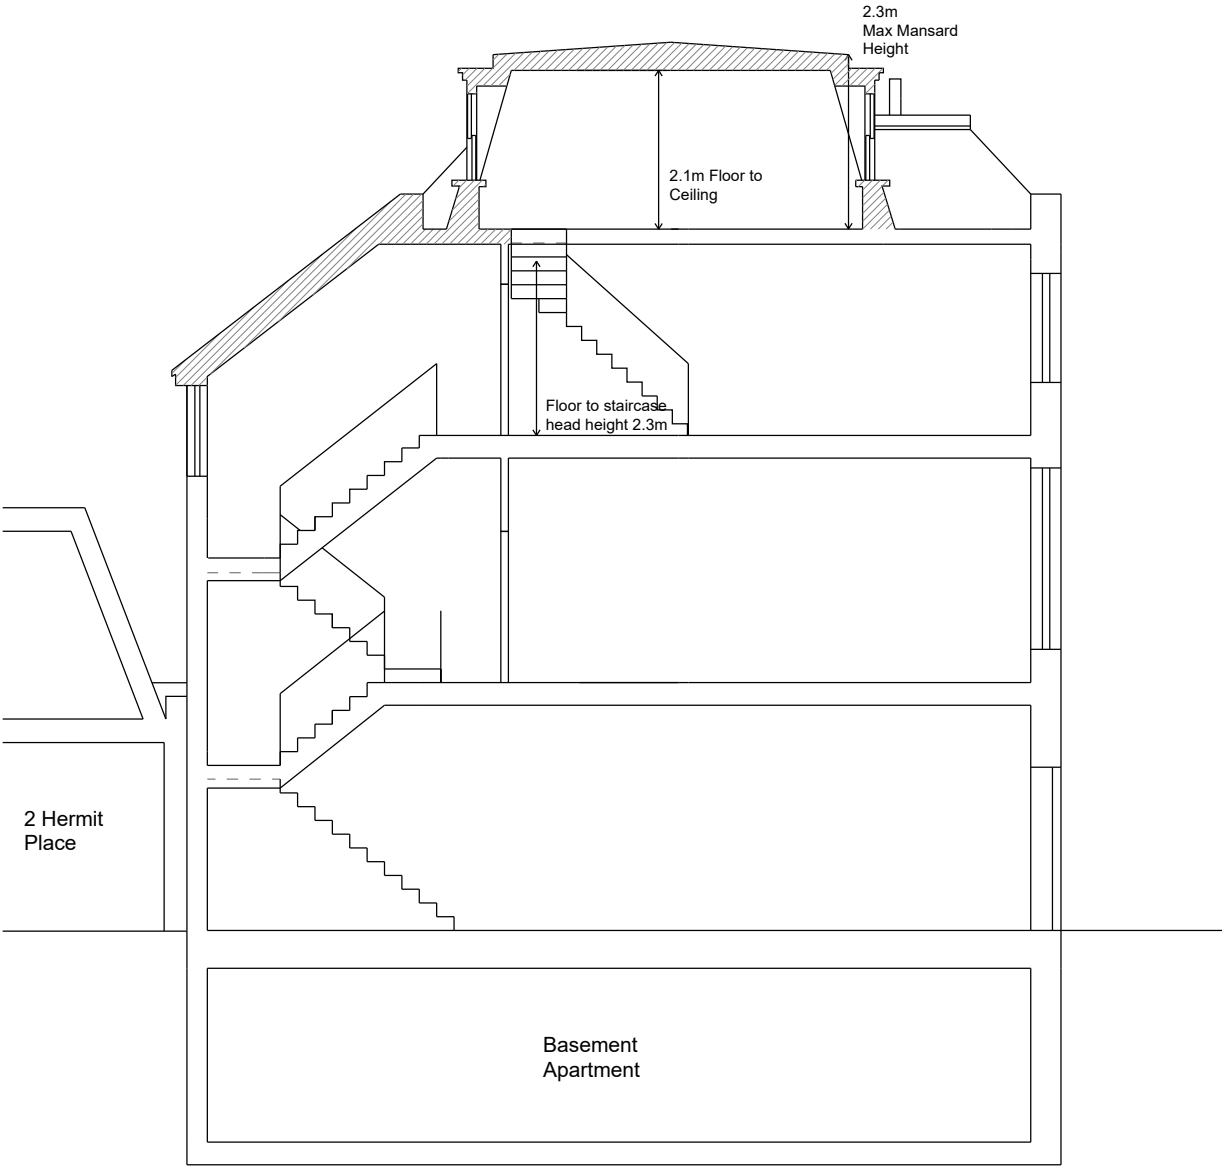 2.3m
Max Mansard
Height
2.1m Floor to
Ceiling
Floor to staircase
head height 2.3m
2 Hermit
Place
Basement
Apartment